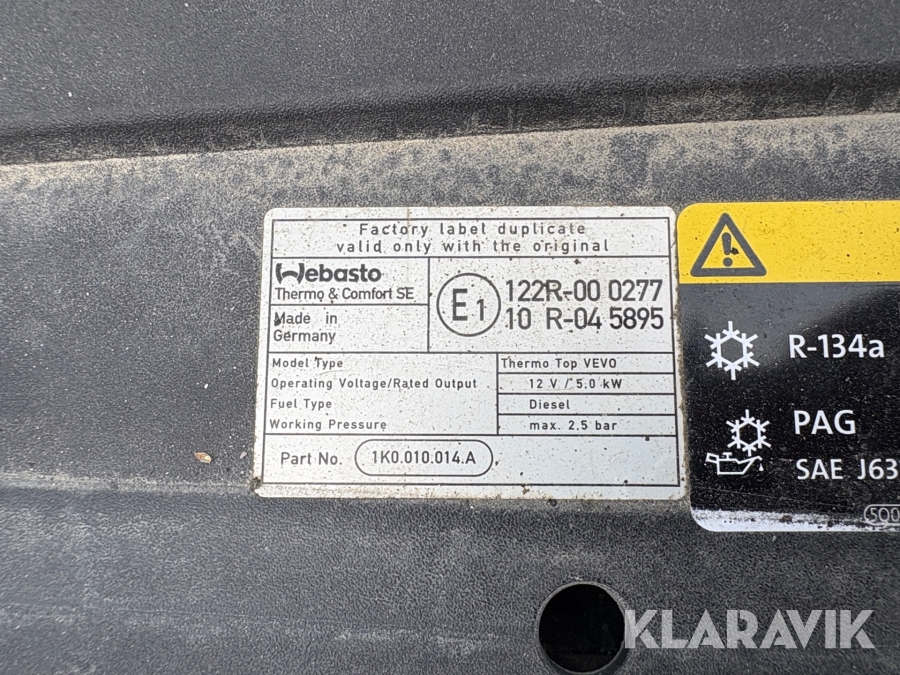 Factory label duplicate
valid only with the original
Webasto
Thermo & Comfort SE
Made in
Germany
E1
122R-00 0277
10 R-04 5895
Model Type Thermo Top VEVO
Operating Voltage/Rated Output 12 V / 5.0 kW
Fuel Type Diesel
Working Pressure max. 2,5 bar
Part No. 1K0.010.014.A
R-134a
PAG
SAE J63
5Q0
KLARAVIK